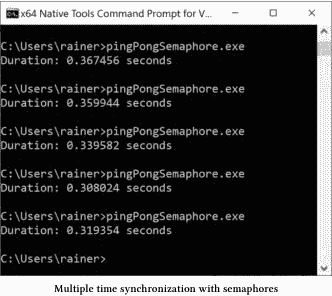 x64 Native Tools Command Prompt for V...
C:\Users\rainer>pingPongSemaphore.exe
Duration: 0.367456 seconds
C:\Users\rainer>pingPongSemaphore.exe
Duration: 0.359944 seconds
C:\Users\rainer>pingPongSemaphore.exe
Duration: 0.339582 seconds
C:\Users\rainer>pingPongSemaphore.exe
Duration: 0.308024 seconds
C:\Users\rainer>pingPongSemaphore.exe
Duration: 0.319354 seconds
C:\Users\rainer>
Multiple time synchronization with semaphores